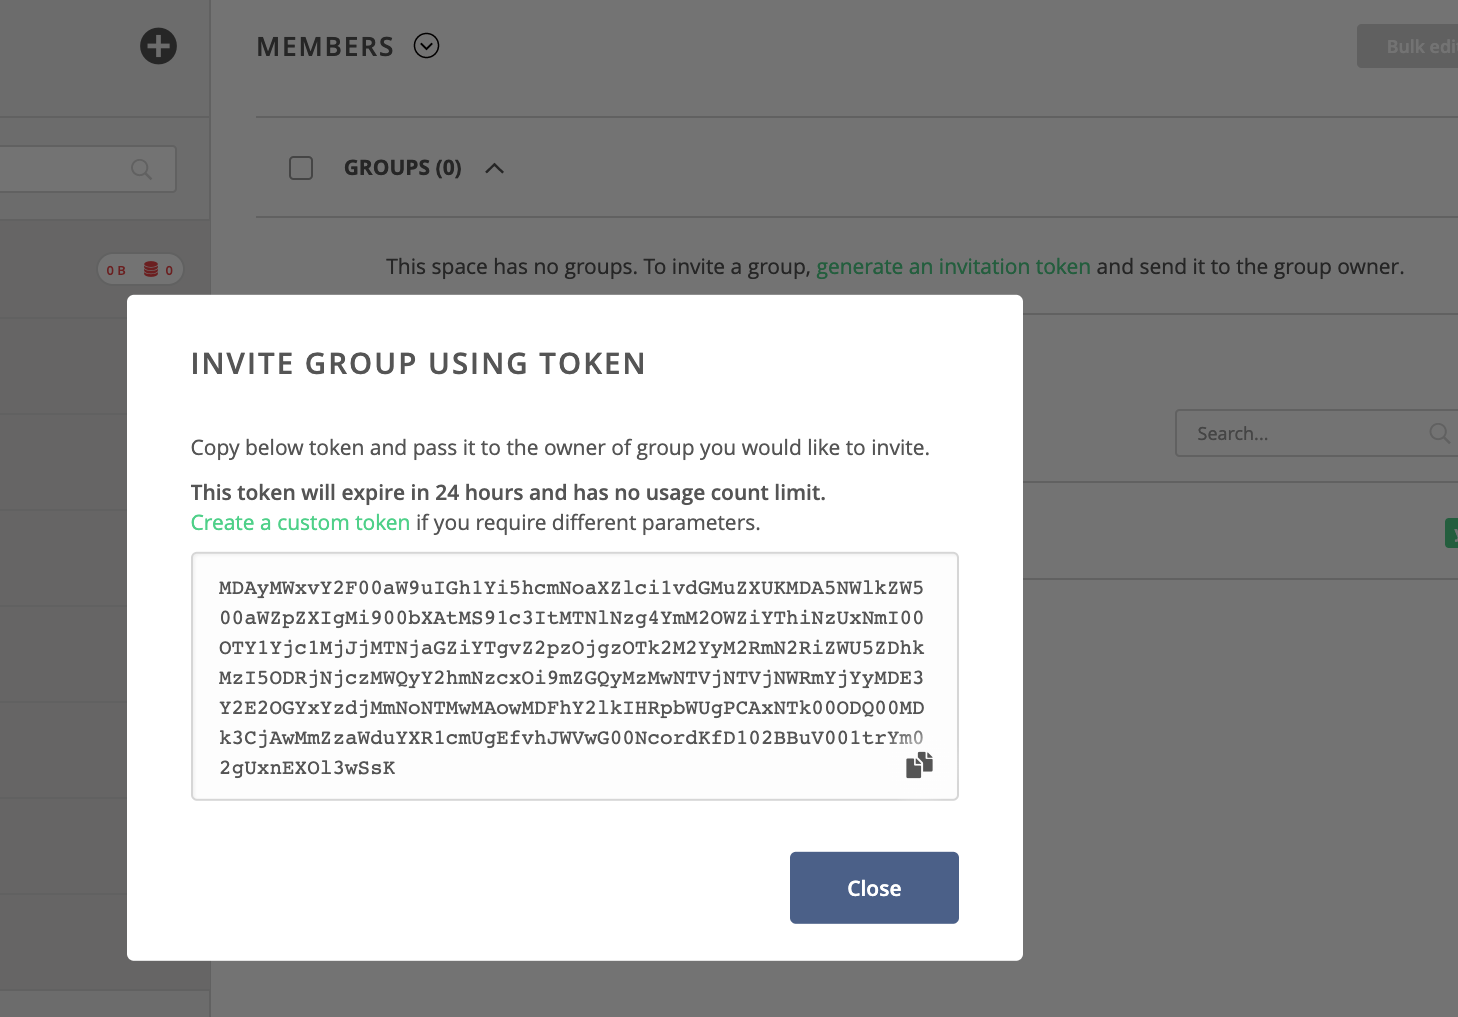 MEMBERS
Bulk edi
GROUPS (0)
0 B 0
This space has no groups. To invite a group, generate an invitation token and send it to the group owner.
INVITE GROUP USING TOKEN
Search...
Copy below token and pass it to the owner of group you would like to invite.
This token will expire in 24 hours and has no usage count limit.
Create a custom token if you require different parameters.
MDAyMWxvY2F00aW9uIGh1Yi5hcmNoaXZlci1vdGMuZXUKMDA5NWlkZW5
00aWZpZXIgMi900bXAtMS91c3ItMTNlNzg4YmM2OWZiYThiNzUxNmI00
OTY1Yjc1MjJjMTNjaGZiYTgvZ2pzOjgzOTk2M2YyM2RmN2RiZWU5ZDhk
MzI5ODRjNjczMWQyY2hmNzcxOi9mZGQyMzMwNTVjNTVjNWRmYjYyMDE3
Y2E2OGYxYzdjMmNoNTMwMAowMDFhY2lkIHRpbWUgPCAxNTk00ODQ00MD
k3CjAwMmZzaWduYXR1cmUgEfvhJWVwG00NcordKfD102BBuV001trYm0
2gUxnEXOl3wSsK
Close